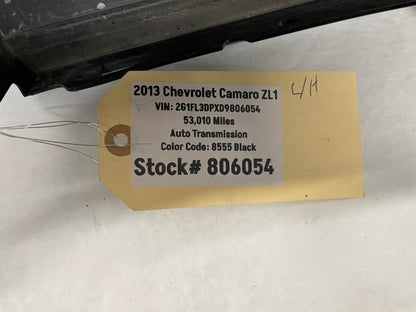 2013 Chevrolet Camaro ZL1
VIN: 2G1FL3DPXD9806054
53,010 Miles
Auto Transmission
Color Code: 8555 Black
Stock# 806054
L/H